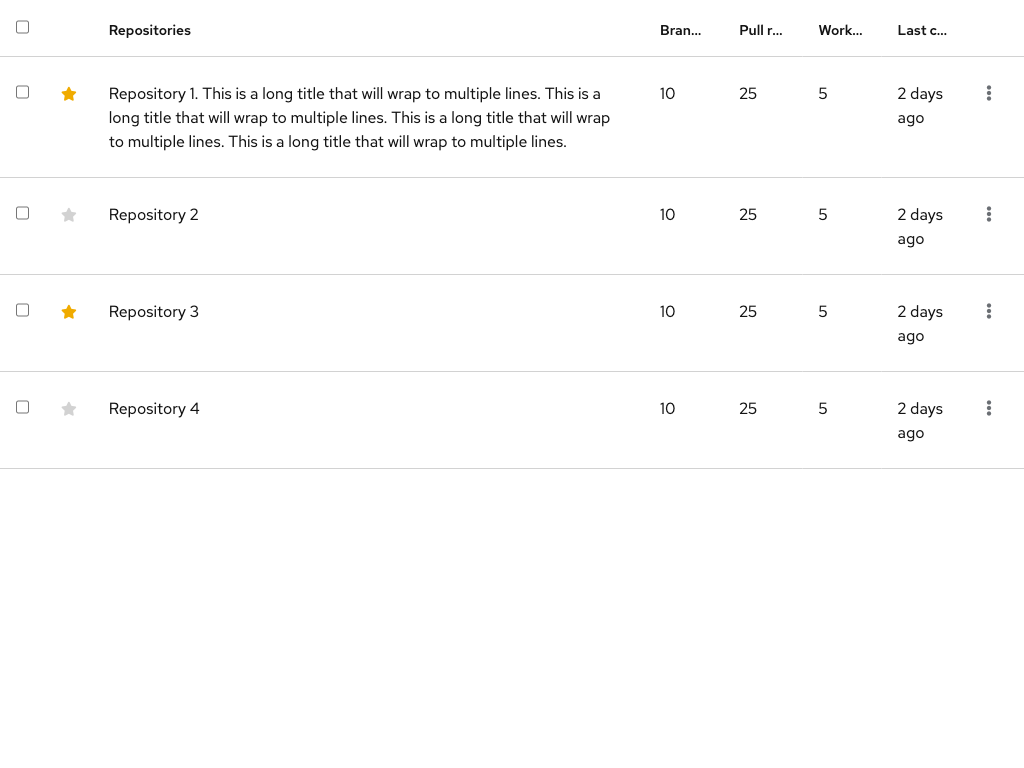 Repositories Bran... Pull r... Work... Last c...
Repository 1. This is a long title that will wrap to multiple lines. This is a 10 25 5 2 days
long title that will wrap to multiple lines. This is a long title that will wrap ago
to multiple lines. This is a long title that will wrap to multiple lines.
Repository 2 10 25 5 2 days
ago
Repository 3 10 25 5 2 days
ago
Repository 4 10 25 5 2 days
ago